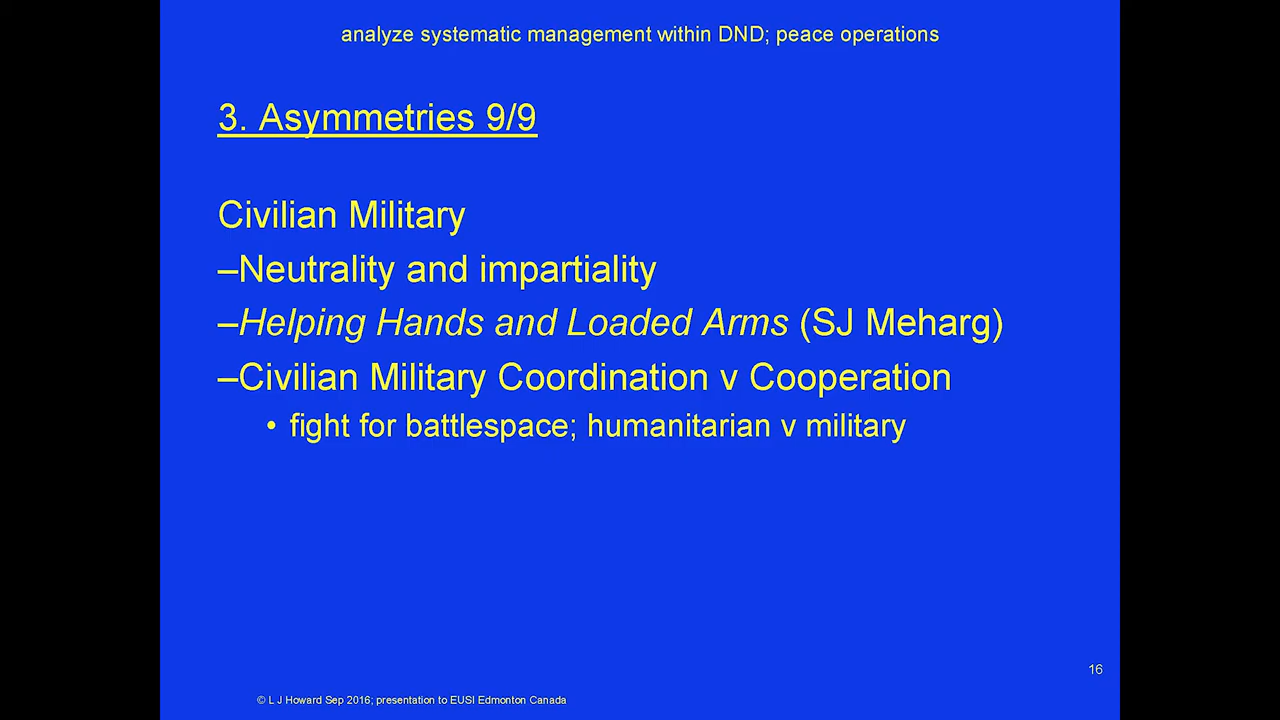 analyze systematic management within DND; peace operations
3. Asymmetries 9/9
Civilian Military
–Neutrality and impartiality
–Helping Hands and Loaded Arms (SJ Meharg)
–Civilian Military Coordination v Cooperation
• fight for battlespace; humanitarian v military
16
© L J Howard Sep 2016; presentation to EUSI Edmonton Canada